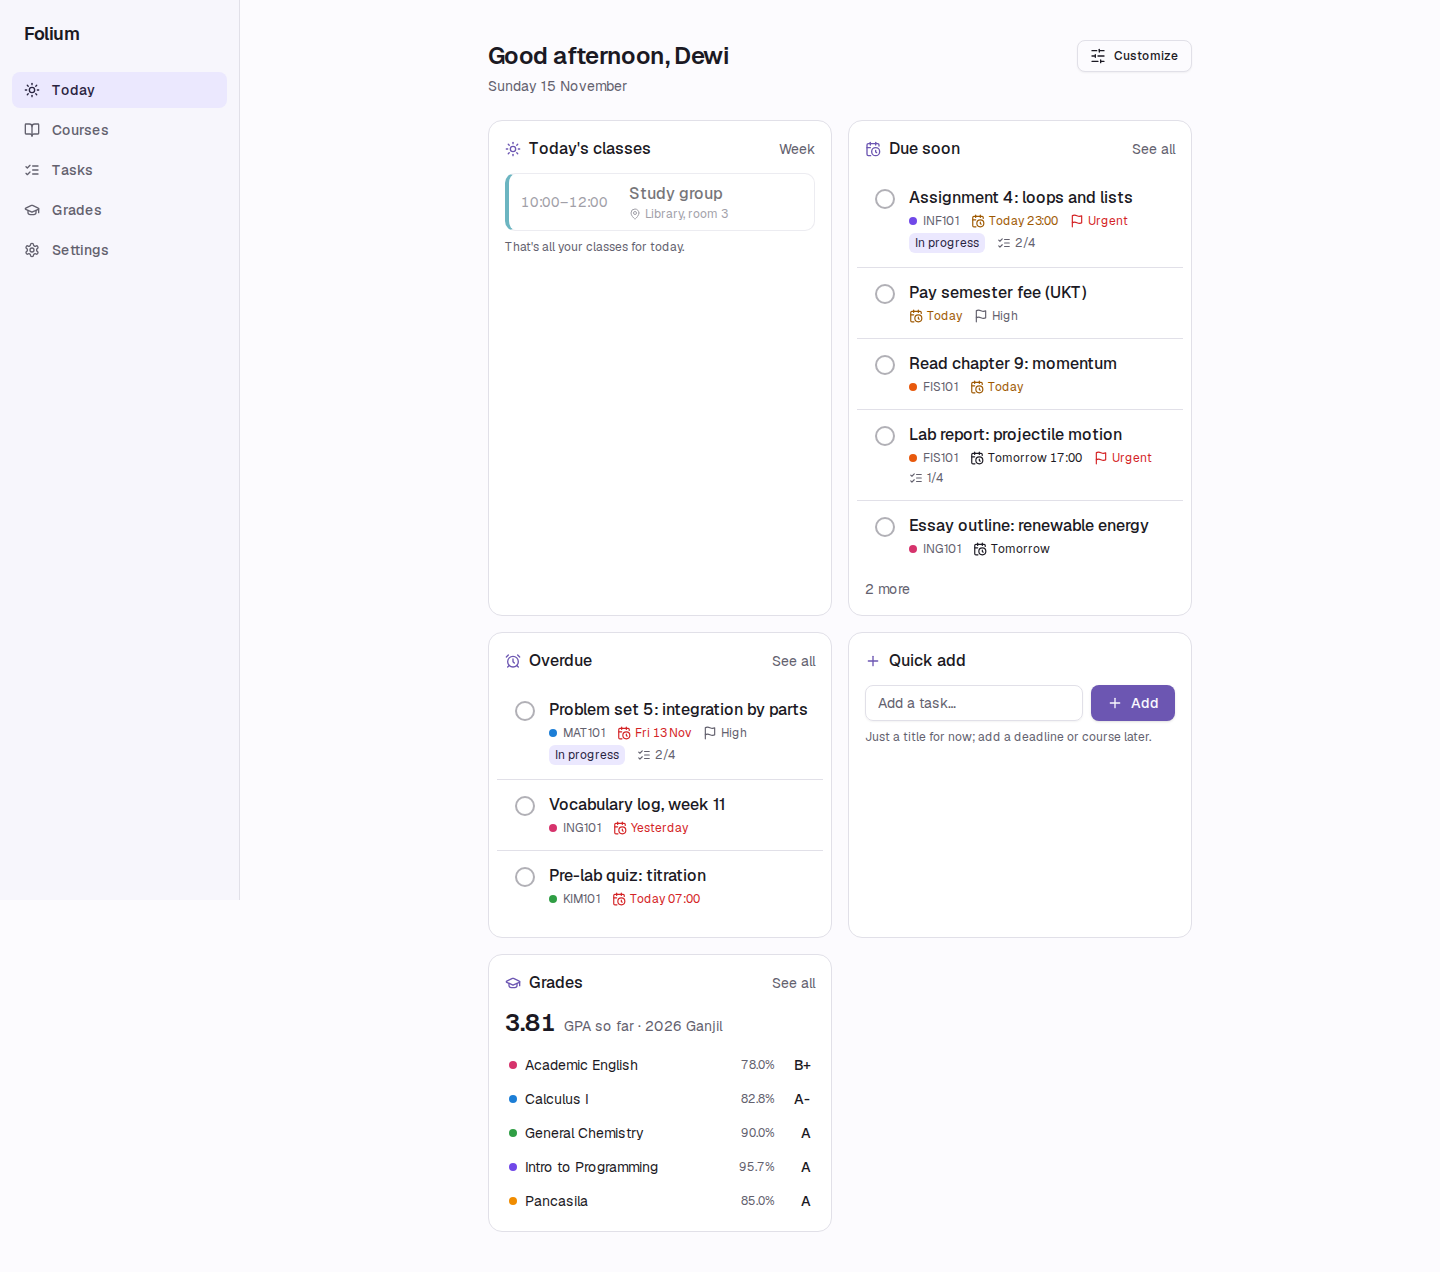 Folium
Today
Courses
Tasks
Grades
Settings
Good afternoon, Dewi
Sunday 15 November
Customize
Today's classes
Week
10:00–12:00
Study group
Library, room 3
That's all your classes for today.
Due soon
See all
Assignment 4: loops and lists
INF101 Today 23:00 Urgent
In progress 2/4
Pay semester fee (UKT)
Today High
Read chapter 9: momentum
FIS101 Today
Lab report: projectile motion
FIS101 Tomorrow 17:00 Urgent
1/4
Essay outline: renewable energy
ING101 Tomorrow
2 more
Overdue
See all
Problem set 5: integration by parts
MAT101 Fri 13 Nov High
In progress 2/4
Vocabulary log, week 11
ING101 Yesterday
Pre-lab quiz: titration
KIM101 Today 07:00
Quick add
Add a task…
Add
Just a title for now; add a deadline or course later.
Grades
See all
3.81 GPA so far · 2026 Ganjil
Academic English 78.0% B+
Calculus I 82.8% A-
General Chemistry 90.0% A
Intro to Programming 95.7% A
Pancasila 85.0% A